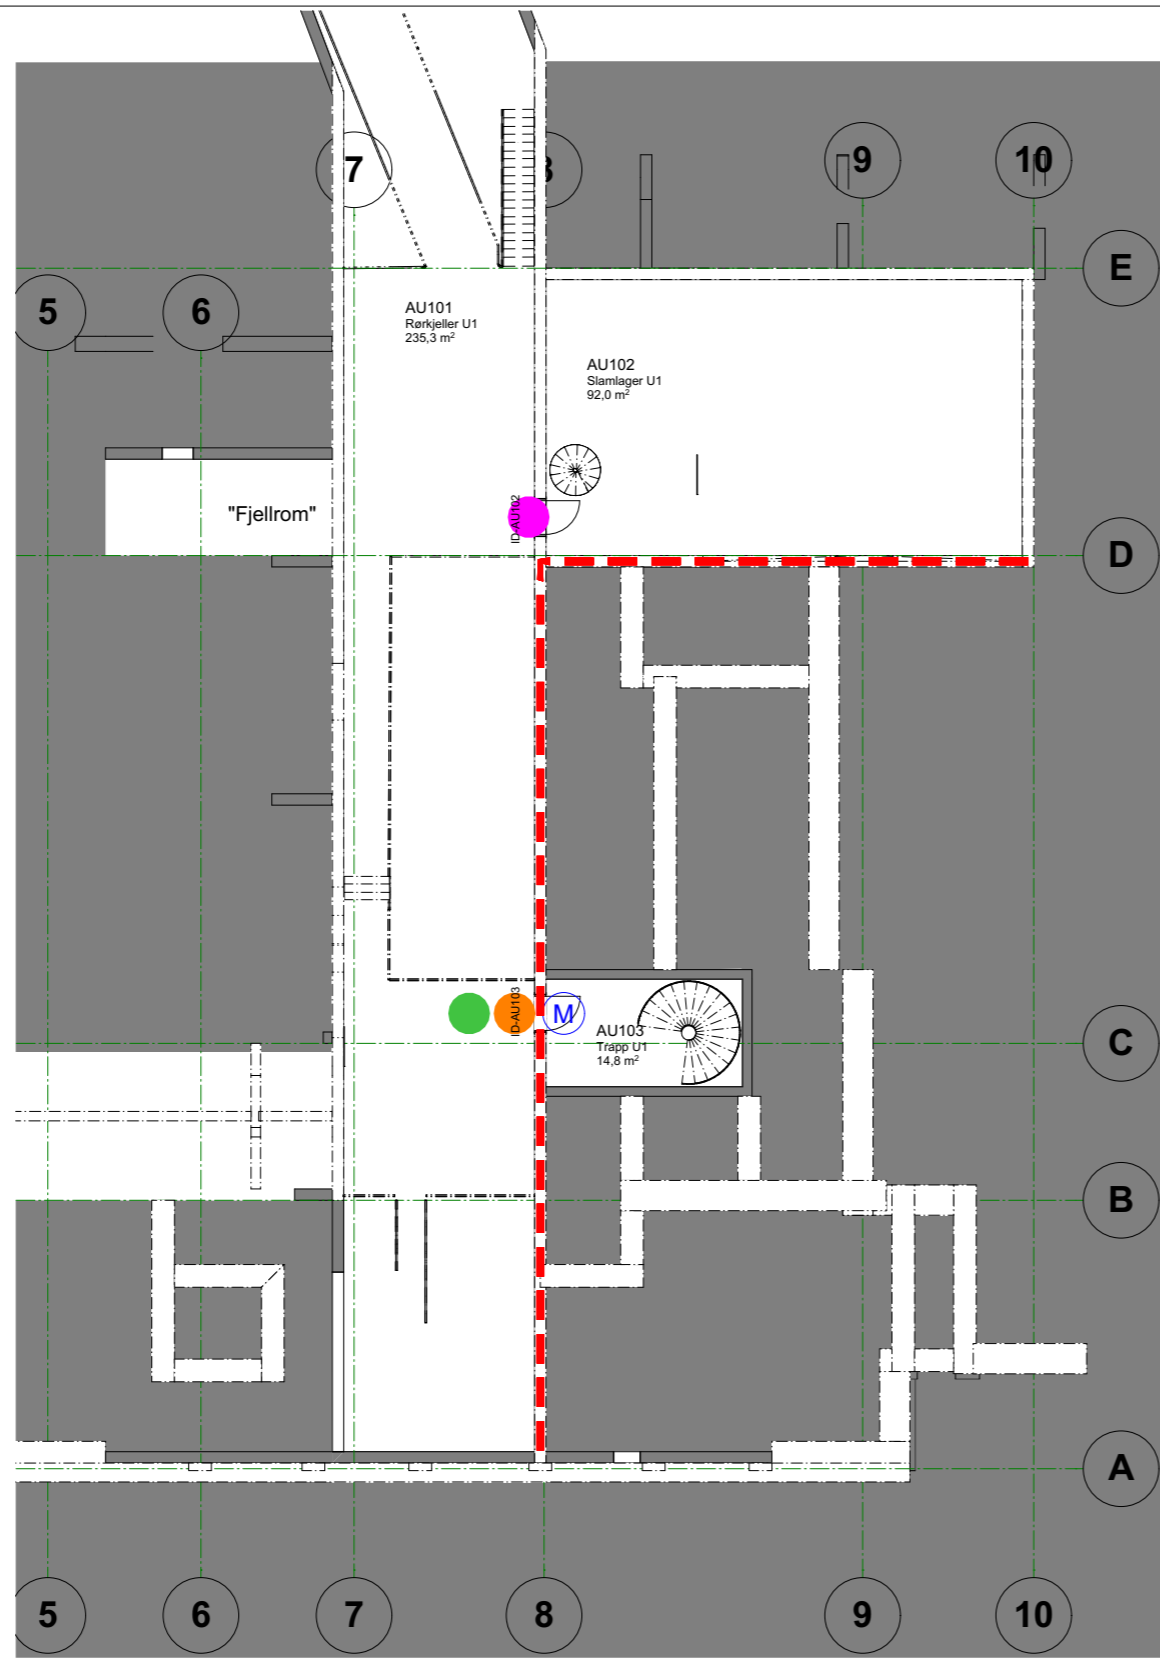 7
8
9
10
E
5
6
AU101
Rørkjeller U1
235,3 m²
AU102
Slamlager U1
92,0 m²
"Fjellrom"
ID-AU102
D
ID-AU103
M
AU103
Trapp U1
14,8 m²
C
B
A
5
6
7
8
9
10